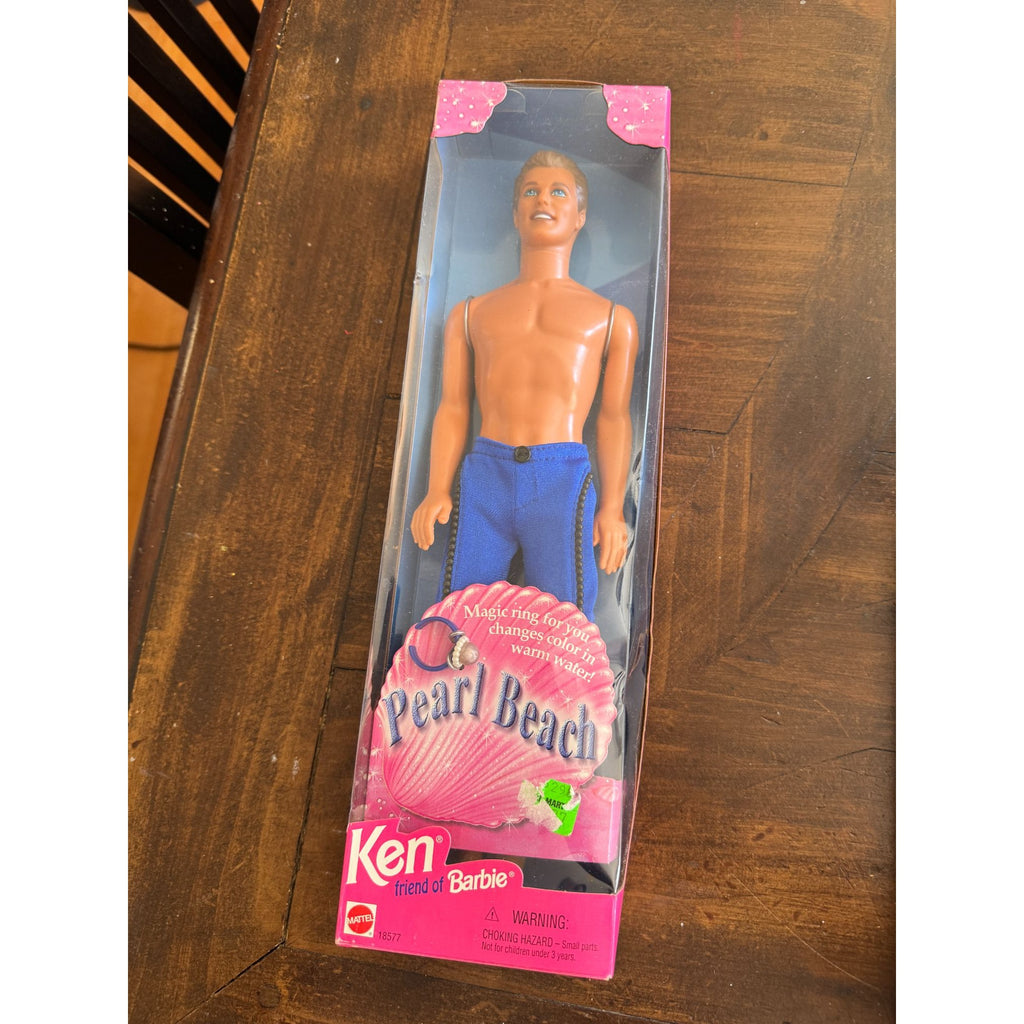 Magic ring for you
changes color in
warm water!
Pearl Beach
Ken®
friend of Barbie®
MATTEL
18577
WARNING:
CHOKING HAZARD – Small parts.
Not for children under 3 years.